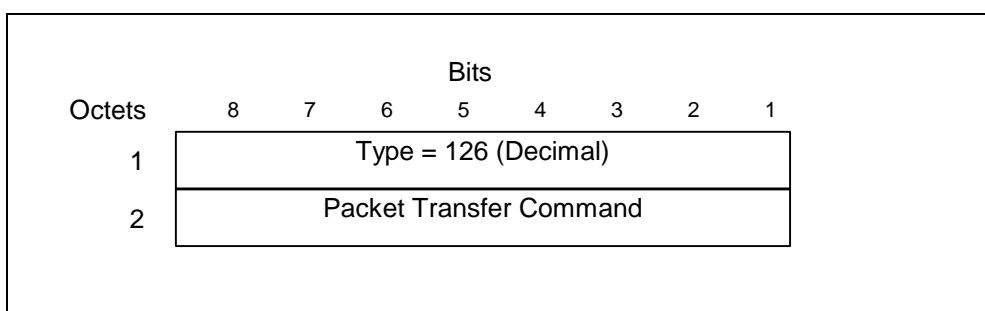 Bits
Octets 8 7 6 5 4 3 2 1
1 Type = 126 (Decimal)
2 Packet Transfer Command